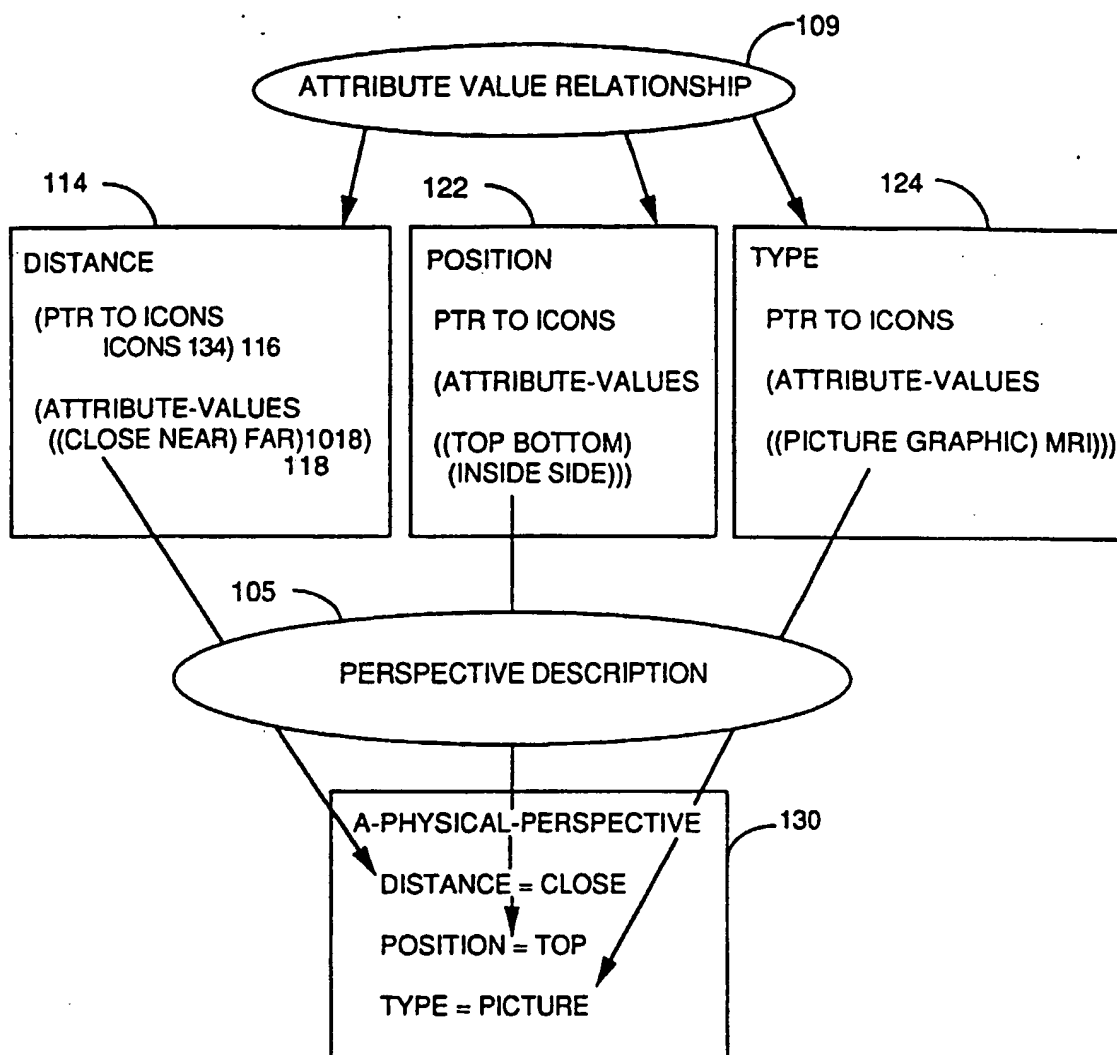 109
ATTRIBUTE VALUE RELATIONSHIP
114
122
124
DISTANCE
(PTR TO ICONS
ICONS 134) 116
(ATTRIBUTE-VALUES
((CLOSE NEAR) FAR)1018)
118
POSITION
PTR TO ICONS
(ATTRIBUTE-VALUES
((TOP BOTTOM)
(INSIDE SIDE)))
TYPE
PTR TO ICONS
(ATTRIBUTE-VALUES
((PICTURE GRAPHIC) MRI)))
105
PERSPECTIVE DESCRIPTION
A-PHYSICAL-PERSPECTIVE
130
DISTANCE = CLOSE
POSITION = TOP
TYPE = PICTURE